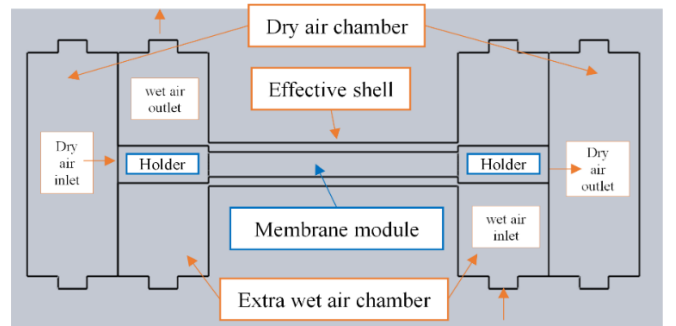 Dry air chamber
wet air
outlet
Effective shell
Dry
air
inlet
Holder
Holder
Dry
air
outlet
Membrane module
wet air
inlet
Extra wet air chamber